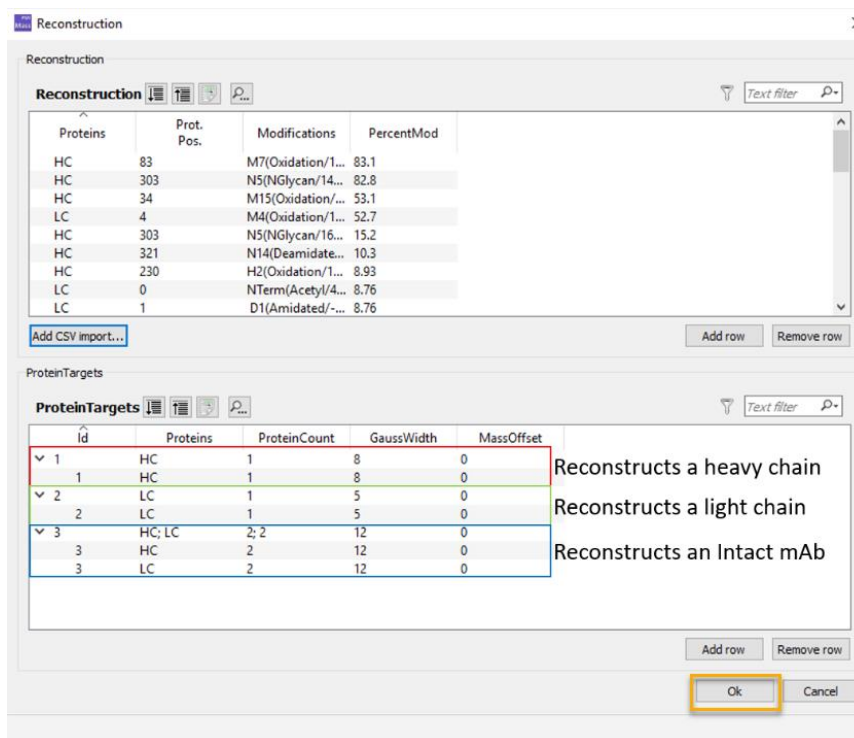 Reconstruction
Reconstruction
Reconstruction Text filter
Proteins Prot. Pos. Modifications PercentMod
HC 83 M7(Oxidation/1... 83.1
HC 303 N5(NGlycan/14... 82.8
HC 34 M15(Oxidation/... 53.1
LC 4 M4(Oxidation/1... 52.7
HC 303 N5(NGlycan/16... 15.2
HC 321 N14(Deamidate... 10.3
HC 230 H2(Oxidation/1... 8.93
LC 0 NTerm(Acetyl/4... 8.76
LC 1 D1(Amidated/-... 8.76
Add CSV import... Add row Remove row
ProteinTargets
ProteinTargets Text filter
Id Proteins ProteinCount GaussWidth MassOffset
1 HC 1 8 0
1 HC 1 8 0
Reconstructs a heavy chain
2 LC 1 5 0
2 LC 1 5 0
Reconstructs a light chain
3 HC; LC 2; 2 12 0
3 HC 2 12 0
3 LC 2 12 0
Reconstructs an Intact mAb
Add row Remove row
Ok Cancel